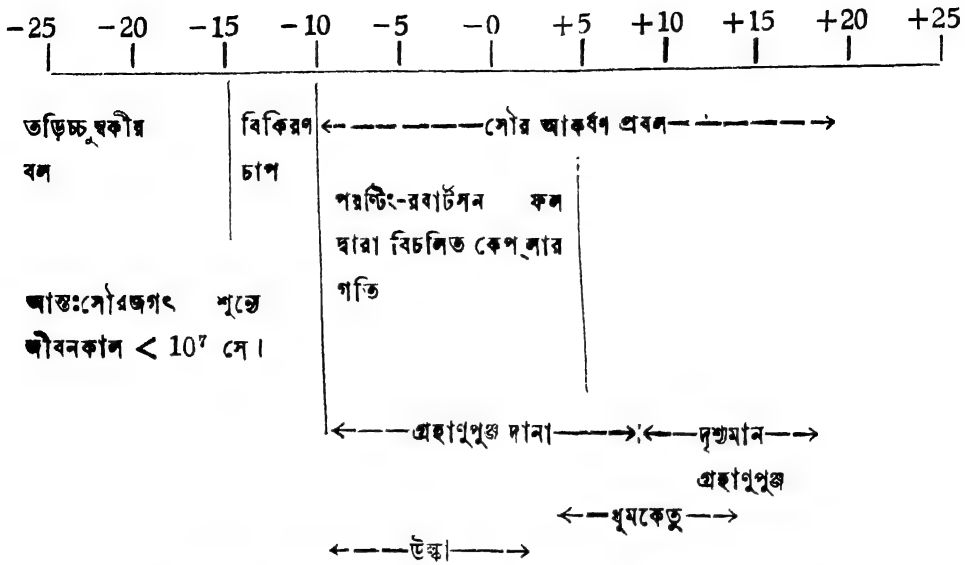 -25 -20 -15 -10 -5 -0 +5 +10 +15 +20 +25
তড়িচ্চুম্বকীয় বিকিরণ সৌর আকর্ষণ প্রবল
বল চাপ
পয়ন্টিং-রবার্টসন ফল
দ্বারা বিচলিত কেপ্‌লার
গতি
আন্তঃসৌরজগৎ শূন্যে
জীবনকাল < 10⁷ সে।
গ্রহাণুপুঞ্জ দানা দৃশ্যমান
গ্রহাণুপুঞ্জ
ধূমকেতু
উল্কা